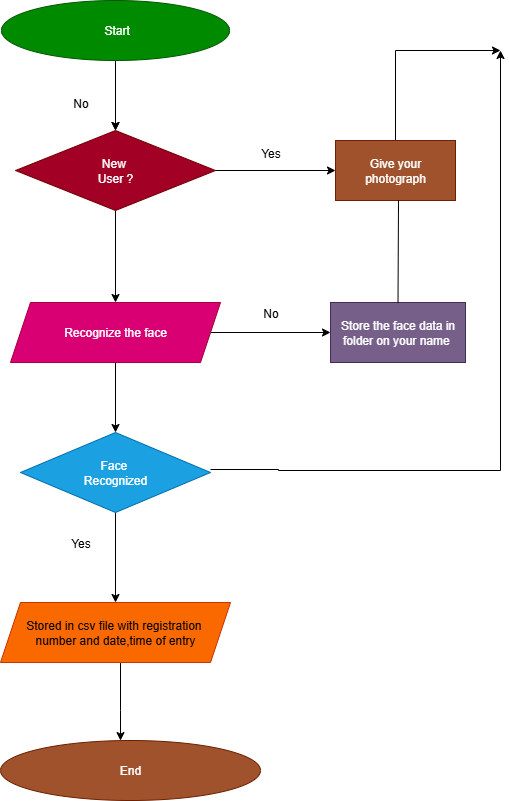 Start
No
New
User ?
Yes
Give your
photograph
Recognize the face
No
Store the face data in
folder on your name
Face
Recognized
Yes
Stored in csv file with registration
number and date,time of entry
End